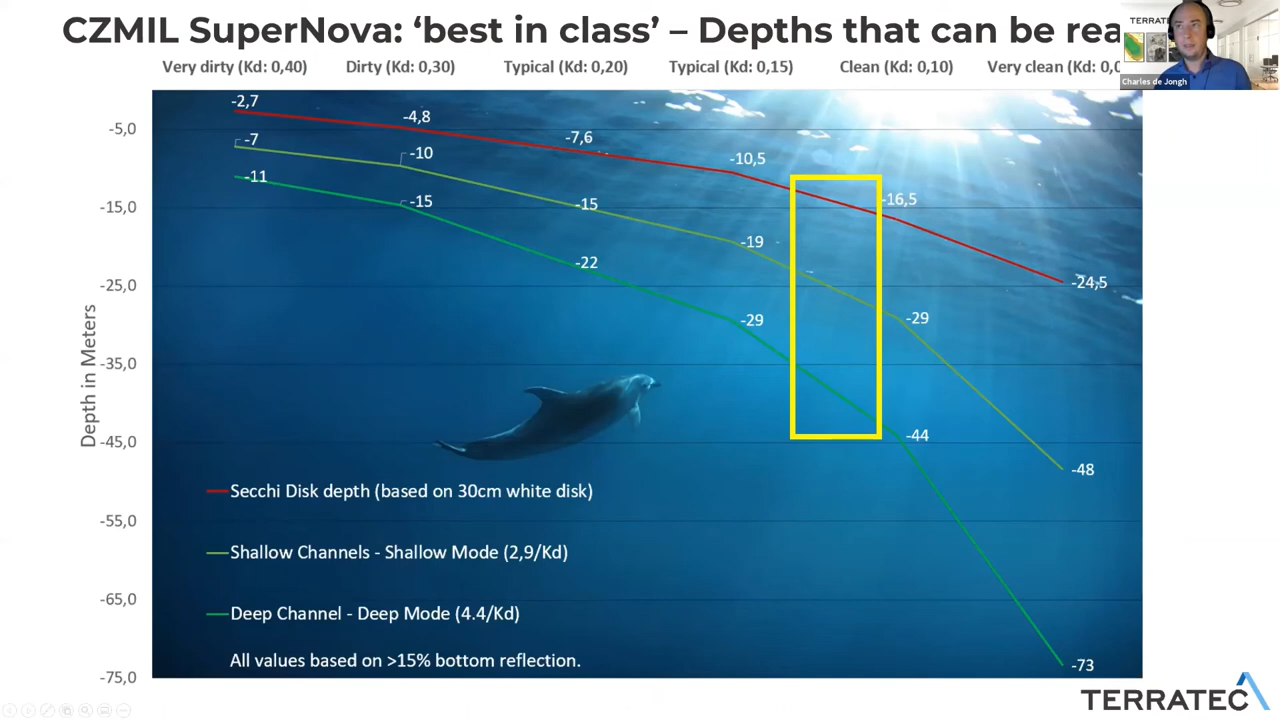 CZMIL SuperNova: ‘best in class’ – Depths that can be rea
TERRATE
Charles de Jongh
Very dirty (Kd: 0,40)
Dirty (Kd: 0,30)
Typical (Kd: 0,20)
Typical (Kd: 0,15)
Clean (Kd: 0,10)
Very clean (Kd: 0,0
Depth in Meters
-5,0
-15,0
-25,0
-35,0
-45,0
-55,0
-65,0
-75,0
-2,7
-4,8
-7,6
-10,5
-16,5
-24,5
-7
-10
-15
-19
-29
-48
-11
-15
-22
-29
-44
-73
Secchi Disk depth (based on 30cm white disk)
Shallow Channels - Shallow Mode (2,9/Kd)
Deep Channel - Deep Mode (4.4/Kd)
All values based on >15% bottom reflection.
TERRATEC